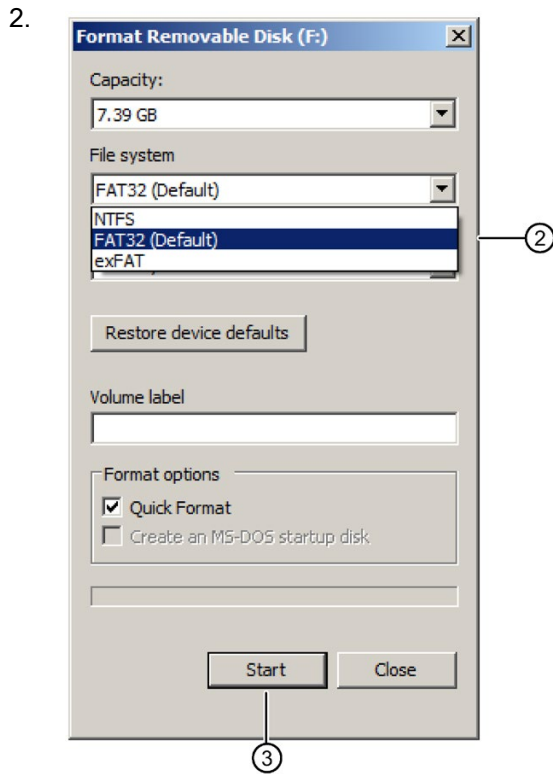 2.
Format Removable Disk (F:)
Capacity:
7.39 GB
File system
FAT32 (Default)
NTFS
FAT32 (Default)
exFAT
2
Restore device defaults
Volume label
Format options
Quick Format
Create an MS-DOS startup disk
Start Close
3